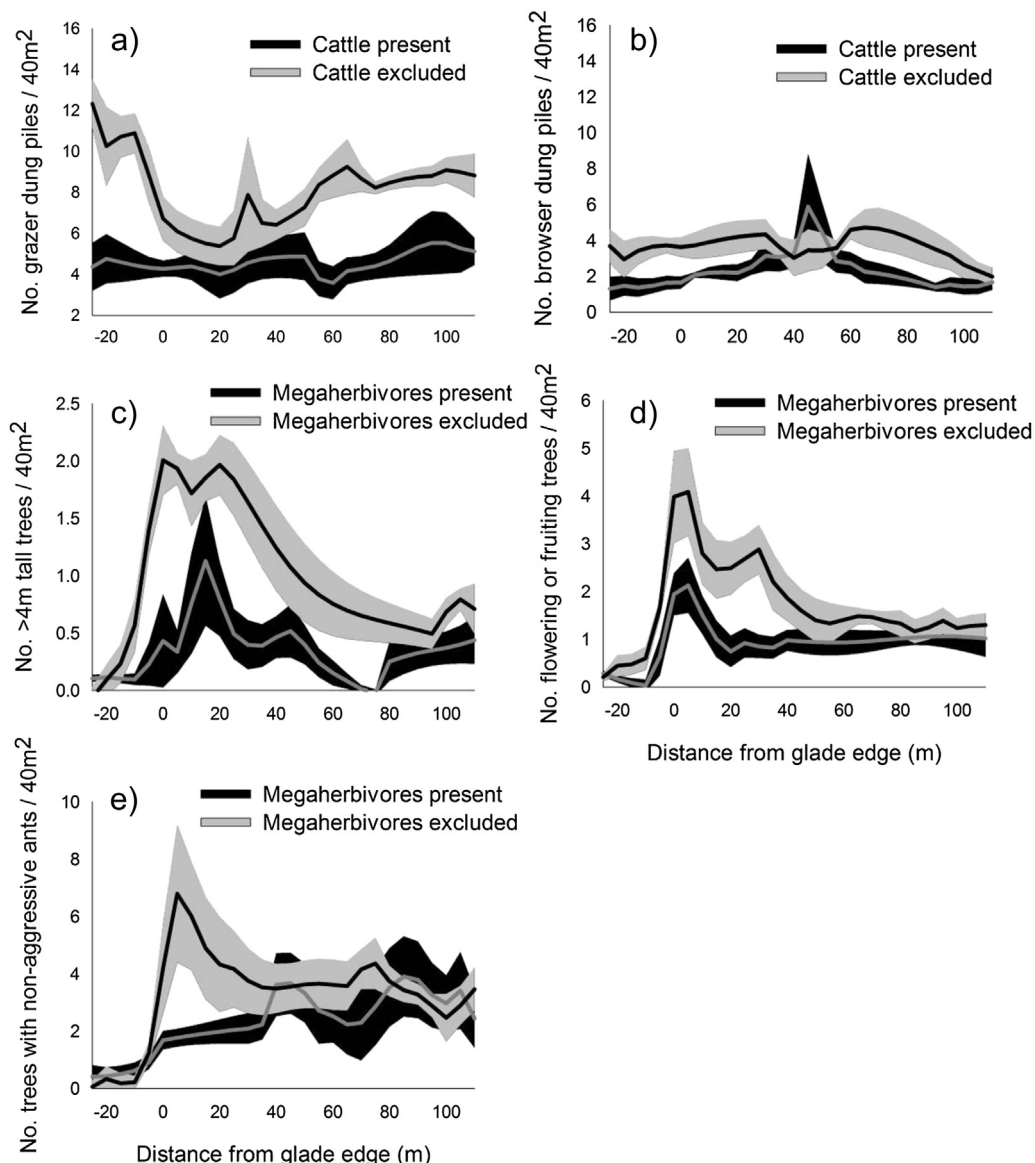 a)
Cattle present
Cattle excluded
No. grazer dung piles / 40m2
16
14
12
10
8
6
4
2
-20 0 20 40 60 80 100
b)
Cattle present
Cattle excluded
No. browser dung piles / 40m2
16
14
12
10
8
6
4
2
0
-20 0 20 40 60 80 100
c)
Megaherbivores present
Megaherbivores excluded
No. >4m tall trees / 40m2
2.5
2.0
1.5
1.0
0.5
0.0
-20 0 20 40 60 80 100
d)
Megaherbivores present
Megaherbivores excluded
No. flowering or fruiting trees / 40m2
6
5
4
3
2
1
0
-20 0 20 40 60 80 100
Distance from glade edge (m)
e)
Megaherbivores present
Megaherbivores excluded
No. trees with non-aggressive ants / 40m2
10
8
6
4
2
0
-20 0 20 40 60 80 100
Distance from glade edge (m)